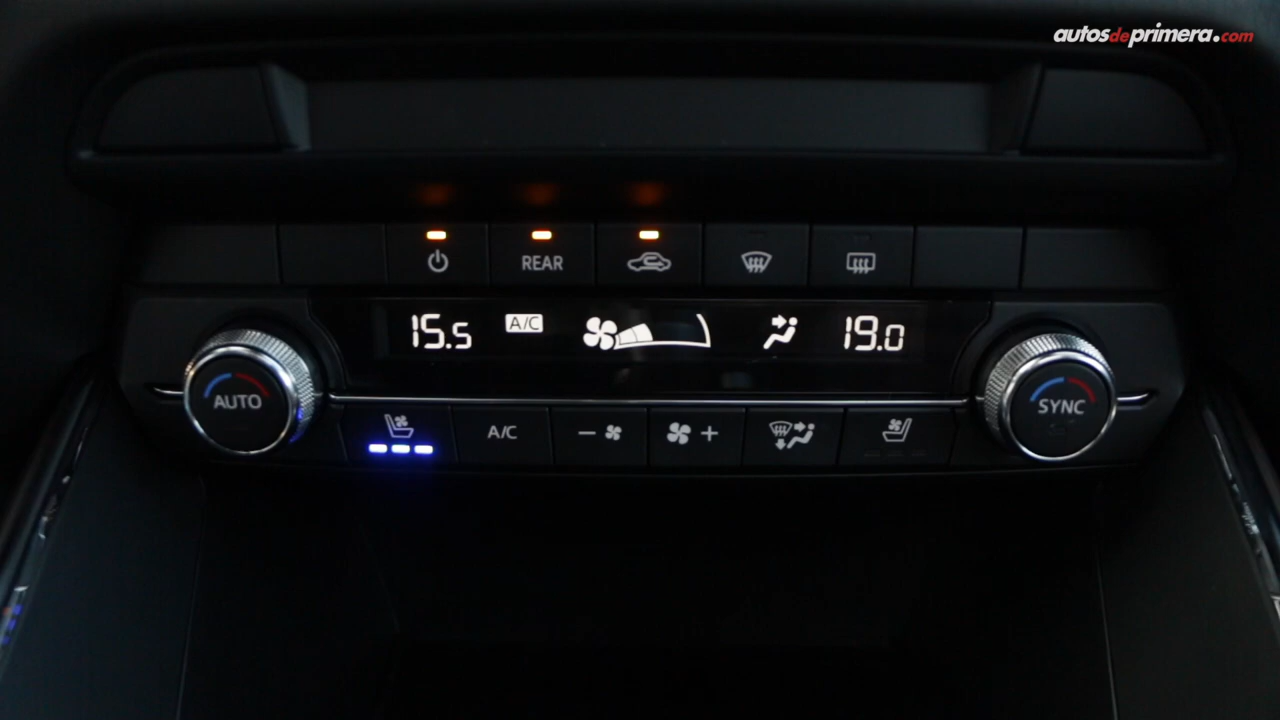 autosdeprimera.com
REAR
15.5 A/C 19.0
AUTO
SYNC
A/C